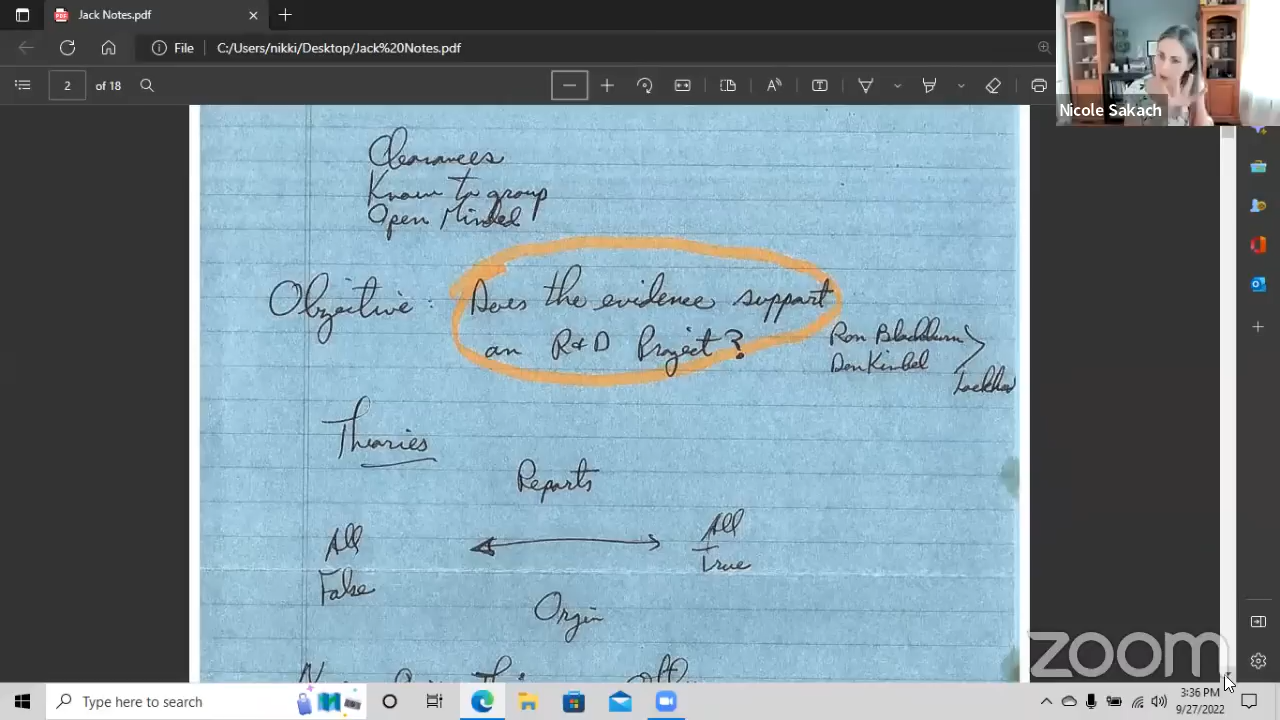 Jack Notes.pdf
File
C:/Users/nikki/Desktop/Jack%20Notes.pdf
2 of 18
Nicole Sakach
Clearances
Known to group
Open Minded
Objective: Does the evidence support
an R&D Project?
Ron Blackburn
Don Kimbel
Lockhe
Theories
Reports
All
All
False
True
Orgin
zoom
Type here to search
3:36 PM
9/27/2022